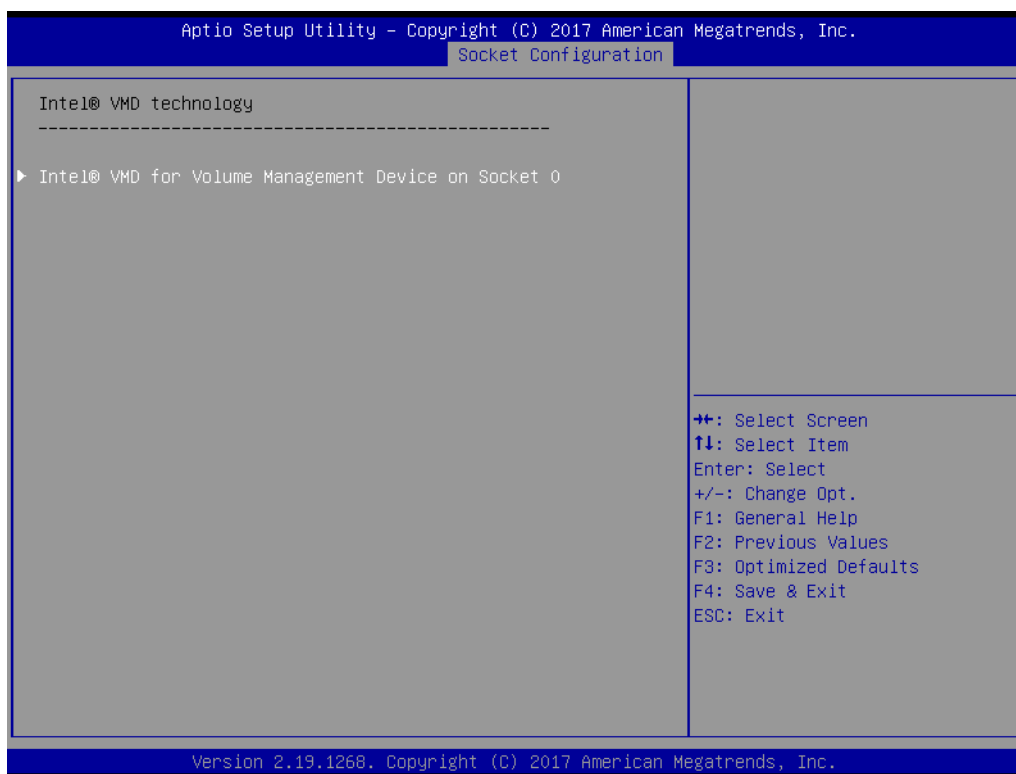 Aptio Setup Utility – Copyright (C) 2017 American Megatrends, Inc.
Socket Configuration
Intel® VMD technology
--------------------------------------------------
▶ Intel® VMD for Volume Management Device on Socket 0
→←: Select Screen
↑↓: Select Item
Enter: Select
+/-: Change Opt.
F1: General Help
F2: Previous Values
F3: Optimized Defaults
F4: Save & Exit
ESC: Exit
Version 2.19.1268. Copyright (C) 2017 American Megatrends, Inc.